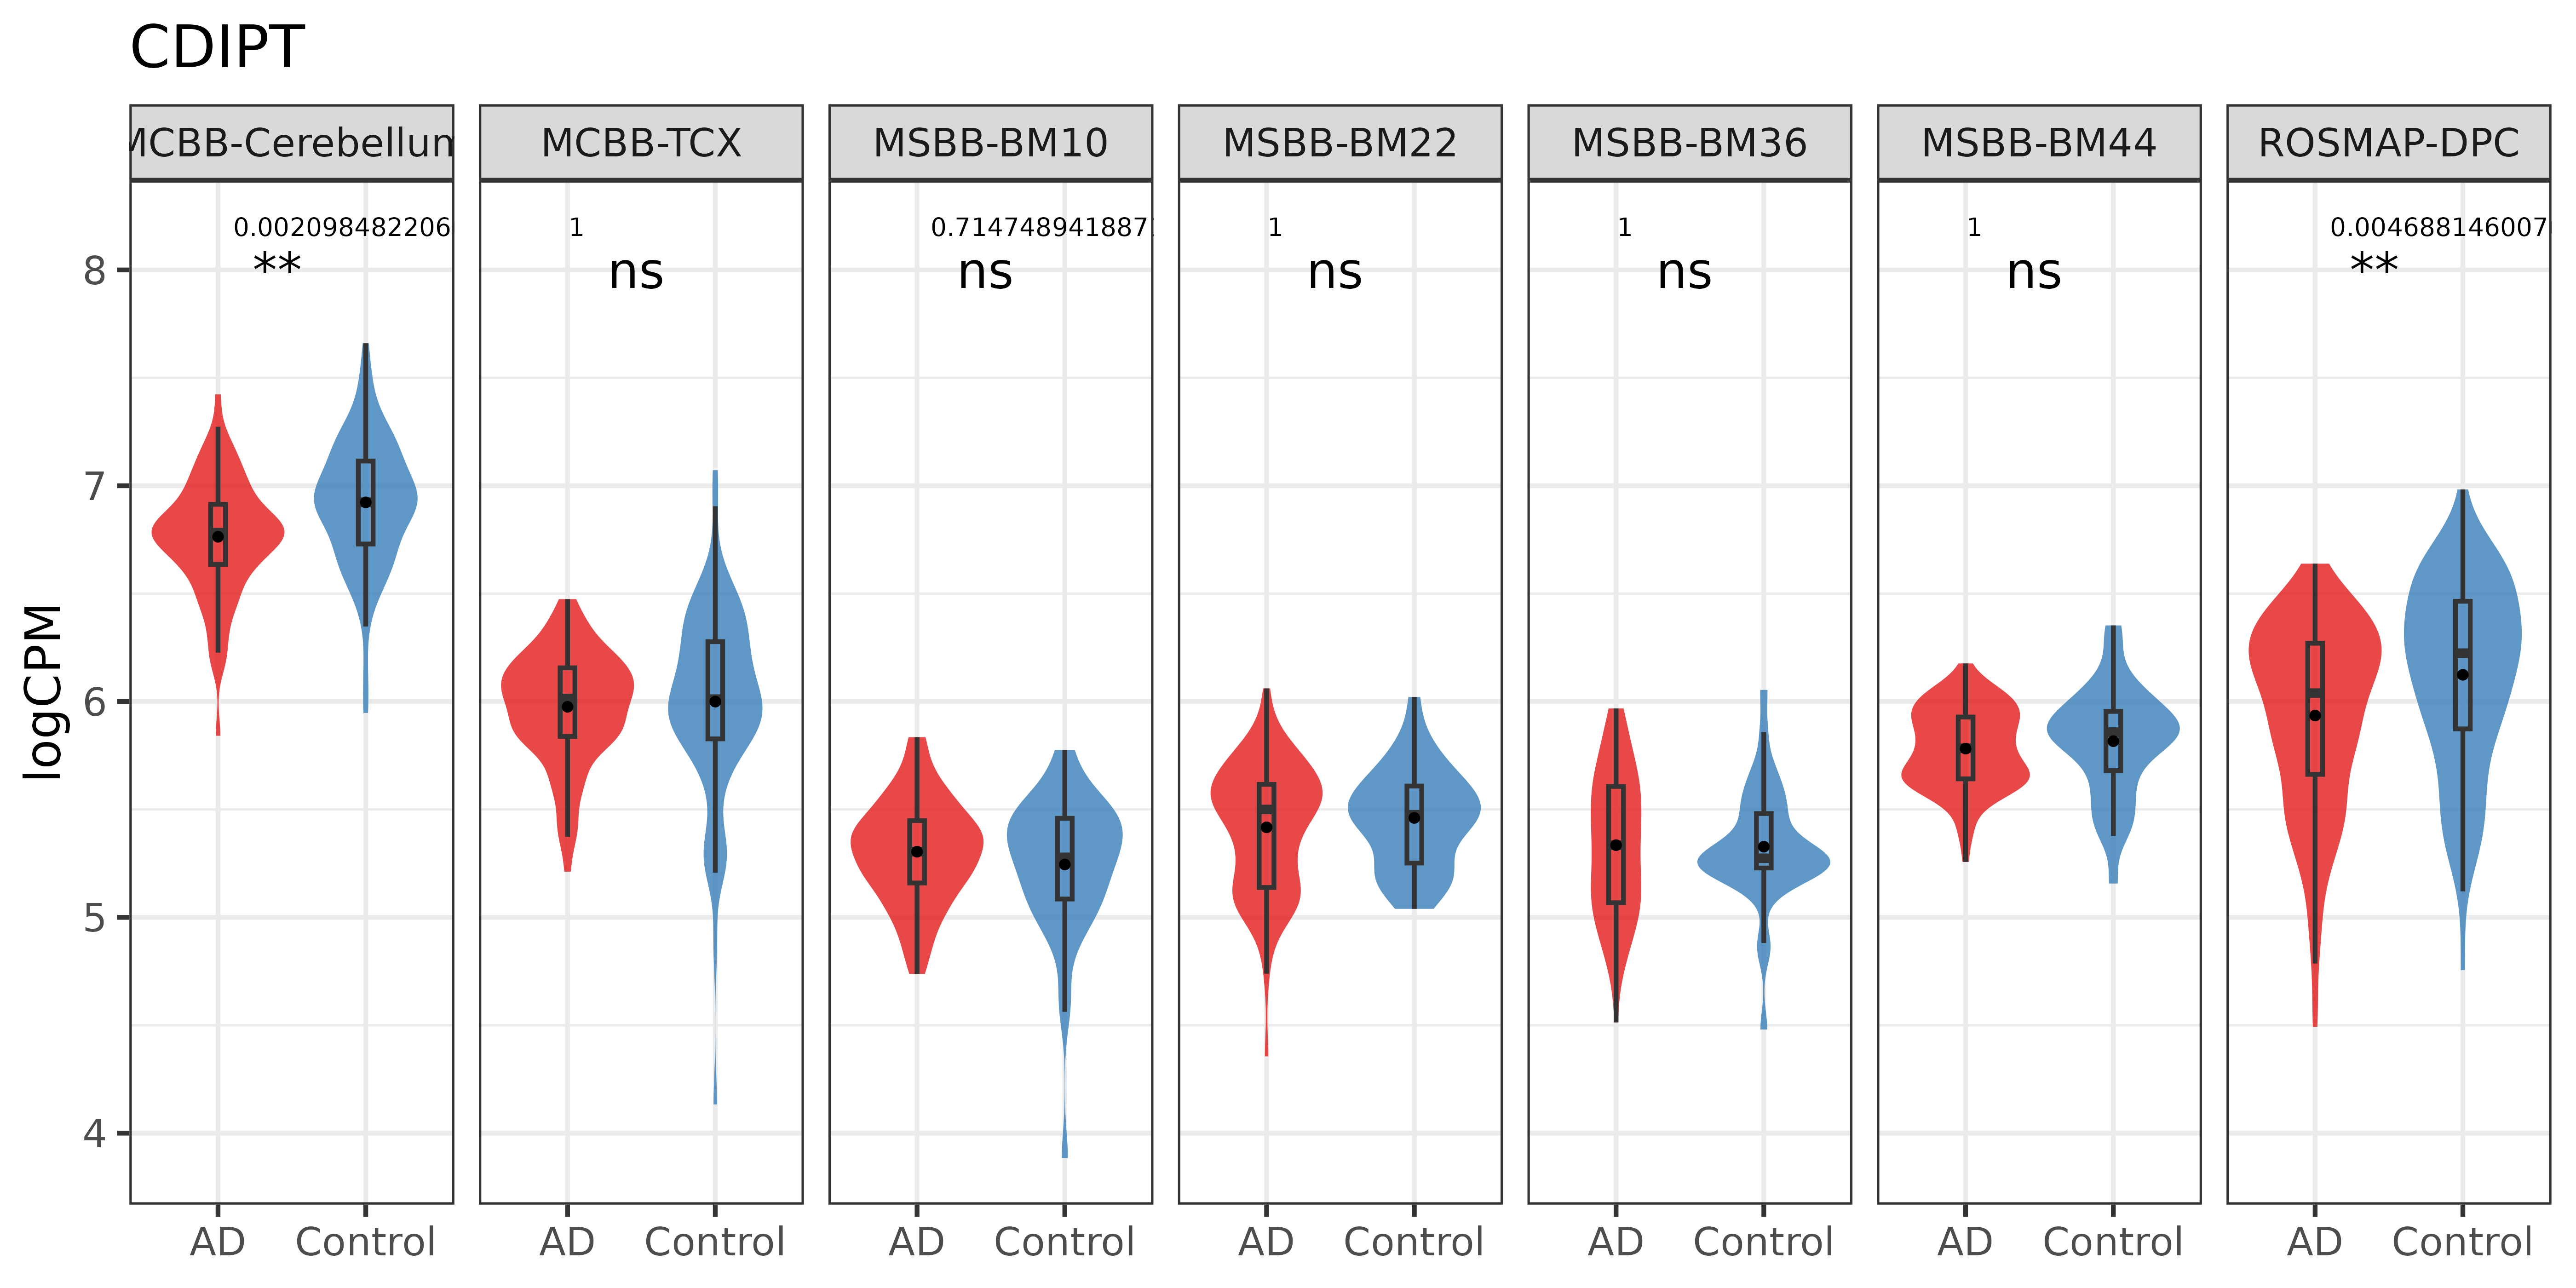 CDIPT
MCBB-Cerebellum MCBB-TCX MSBB-BM10 MSBB-BM22 MSBB-BM36 MSBB-BM44 ROSMAP-DPC
0.002098482206 1 0.714748941887 1 1 1 0.004688146007
** ns ns ns ns ns **
8
7
6
5
4
logCPM
AD Control AD Control AD Control AD Control AD Control AD Control AD Control